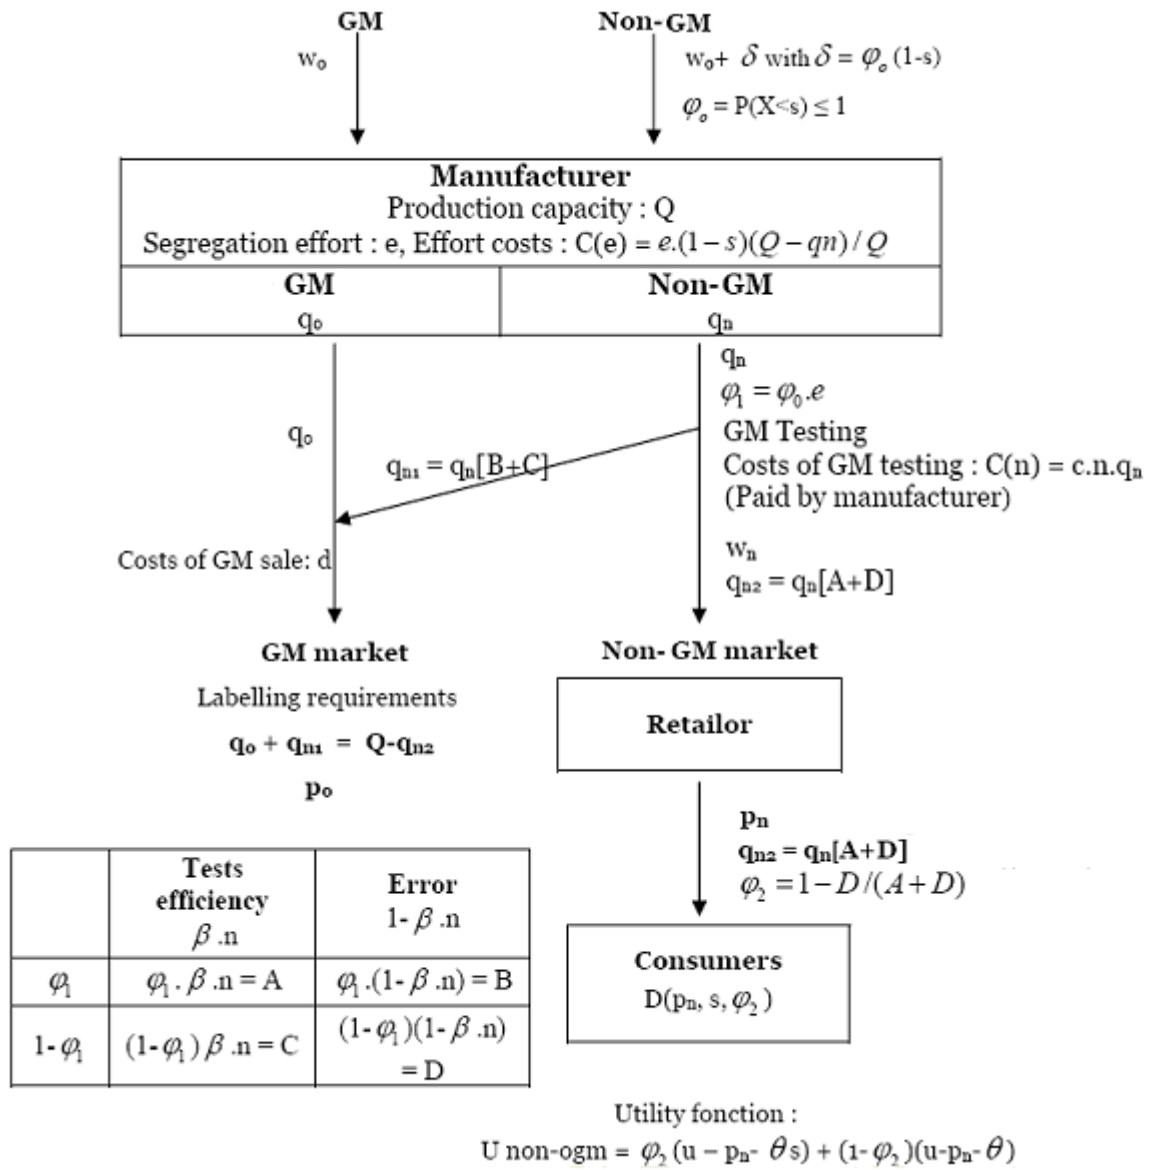 GM
Non-GM
w₀
w₀+ δ with δ = φₒ (1-s)
φₒ = P(X<s) ≤ 1
Manufacturer
Production capacity : Q
Segregation effort : e, Effort costs : C(e) = e.(1−s)(Q−qn)/Q
GM
Non-GM
q₀
qₙ
qₙ
φ₁ = φ₀.e
GM Testing
Costs of GM testing : C(n) = c.n.qₙ
(Paid by manufacturer)
q₀
qₙ₁ = qₙ[B+C]
wₙ
qₙ₂ = qₙ[A+D]
Costs of GM sale: d
GM market
Labelling requirements
q₀ + qₙ₁ = Q-qₙ₂
p₀
Non-GM market
Retailor
pₙ
qₙ₂ = qₙ[A+D]
φ₂ = 1−D/(A+D)
Consumers
D(pₙ, s, φ₂)
Tests
efficiency
β.n
Error
1- β.n
φ₁
φ₁. β.n = A
φ₁.(1- β.n) = B
1-φ₁
(1-φ₁) β.n = C
(1-φ₁)(1- β.n)
= D
Utility fonction :
U non-ogm = φ₂ (u – pₙ- θs) + (1-φ₂)(u-pₙ-θ)